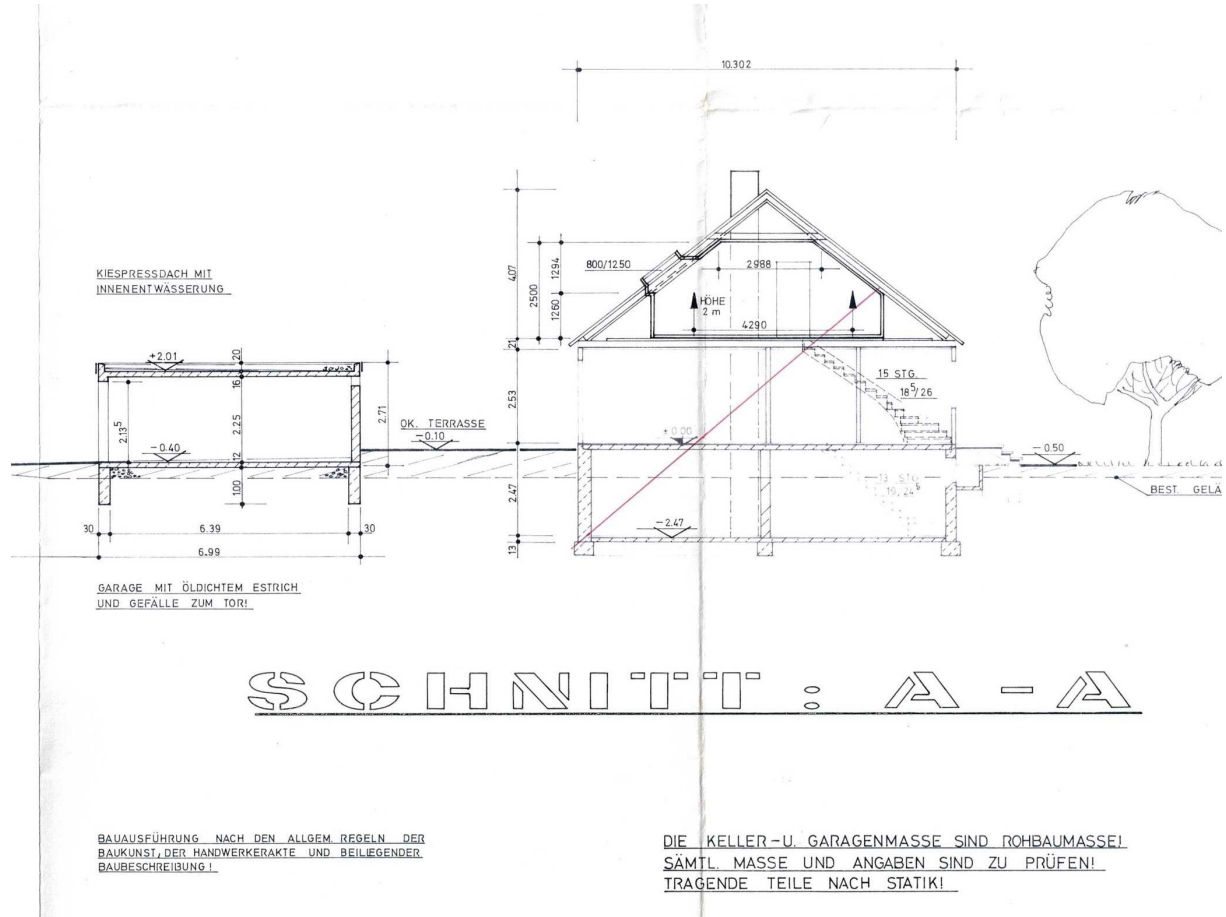 10.302
KIESPRESSDACH MIT
INNENENTWÄSSERUNG
+2.01
20
16
2.13⁵
2.25
2.71
-0.40
12
1.00
30
6.39
30
6.99
GARAGE MIT ÖLDICHTEM ESTRICH
UND GEFÄLLE ZUM TOR!
OK. TERRASSE
-0.10
4.07
2500
1294
1260
21
2.53
2.47
13
800/1250
2988
HÖHE
2 m
4290
15 STG.
18⁵/26
± 0.00
13 STG.
-2.47
-0.50
BEST. GELÄ
SCHNITT : A - A
BAUAUSFÜHRUNG NACH DEN ALLGEM. REGELN DER
BAUKUNST, DER HANDWERKERAKTE UND BEILIEGENDER
BAUBESCHREIBUNG !
DIE KELLER - U. GARAGENMASSE SIND ROHBAUMASSE!
SÄMTL. MASSE UND ANGABEN SIND ZU PRÜFEN!
TRAGENDE TEILE NACH STATIK!